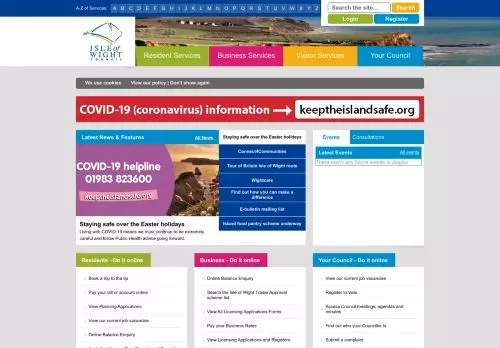 A-Z of Services: A B C D E F G H I J K L M N O P Q R S T U V W X Y Z
Search the site...
Search
Login
Register
ISLE of
WIGHT
COUNCIL
Resident Services
Business Services
Visitor Services
Your Council
We use cookies
View our policy | Don't show again
COVID-19 (coronavirus) information
keeptheislandsafe.org
Latest News & Features
All News
COVID-19 helpline
01983 823600
keeptheislandsafe.org
Staying safe over the Easter holidays
Living with COVID-19 means we must continue to be extremely
careful and follow Public Health advice going forward.
Staying safe over the Easter holidays
Connect4Communities
Tour of Britain Isle of Wight route
Wightcare
Find out how you can make a
difference
E-bulletin mailing list
Island food pantry scheme underway
Events
Consultations
Latest Events
All events
There aren't any future events to display
Residents - Do it online
Book a trip to the tip
Pay your bill or account online
View Planning Applications
View our current job vacancies
Online Balance Enquiry
Business - Do it online
Online Balance Enquiry
Search the Isle of Wight Trader Approval
scheme list
View All Licensing Applications Forms
Pay your Business Rates
View Licensing Applications and Registers
Your Council - Do it online
View our current job vacancies
Register to Vote
Access Council meetings, agendas and
minutes
Find out who your Councillor is
Submit a complaint